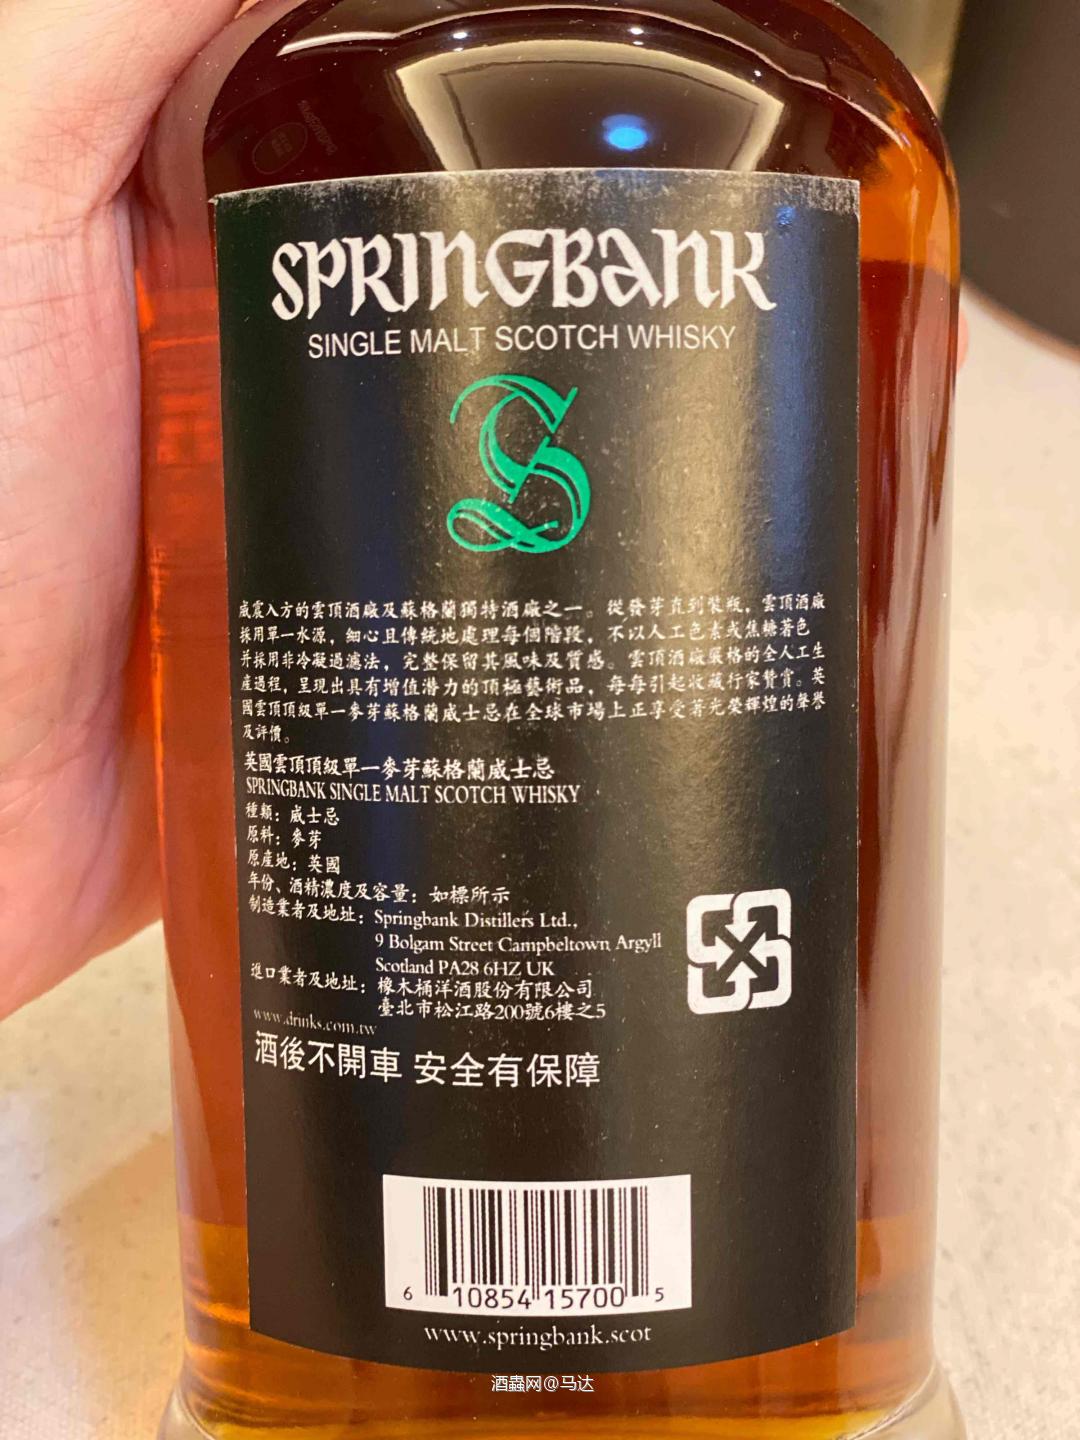 SPRINGBANK
SINGLE MALT SCOTCH WHISKY
S
威震八方的雲頂酒廠及蘇格蘭獨特酒廠之一。從發芽直到裝瓶，雲頂酒廠
採用單一水源，細心且傳統地處理每個階段，不以人工色素或焦糖著色
并採用非冷凝過濾法，完整保留其風味及質感。雲頂酒廠嚴格的全人工生
產過程，呈現出具有增值潛力的頂極藝術品，每每引起收藏行家贊賞。英
國雲頂頂級單一麥芽蘇格蘭威士忌在全球市場上正享受著光榮輝煌的聲譽
及評價。
英國雲頂頂級單一麥芽蘇格蘭威士忌
SPRINGBANK SINGLE MALT SCOTCH WHISKY
種類：威士忌
原料：麥芽
原產地：英國
年份、酒精濃度及容量：如標所示
制造業者及地址：Springbank Distillers Ltd.,
9 Bolgam Street Campbeltown Argyll
Scotland PA28 6HZ UK
進口業者及地址：橡木桶洋酒股份有限公司
臺北市松江路200號6樓之5
www.drinks.com.tw
酒後不開車 安全有保障
6 10854 15700 5
www.springbank.scot
酒蟲网@马达